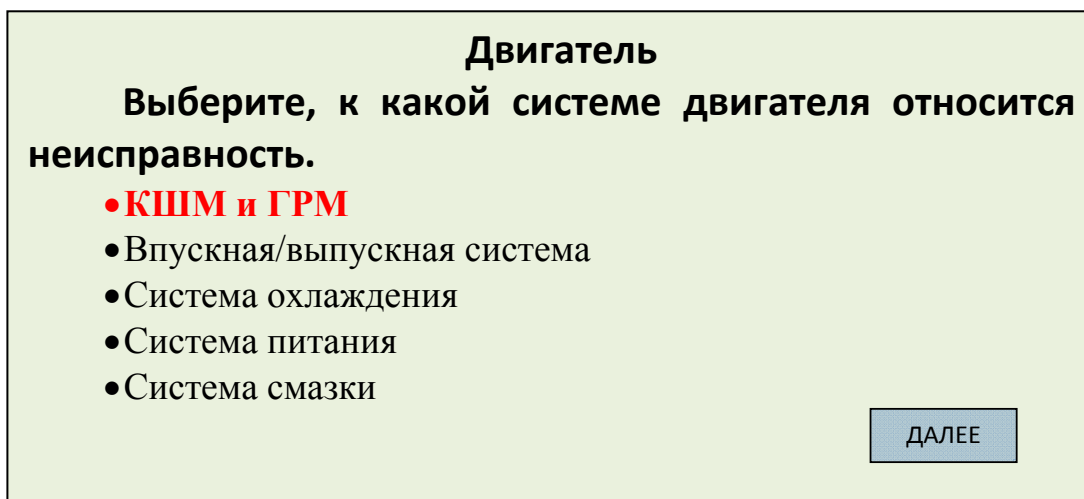 Двигатель
Выберите, к какой системе двигателя относится
неисправность.
•КШМ и ГРМ
•Впускная/выпускная система
•Система охлаждения
•Система питания
•Система смазки
ДАЛЕЕ